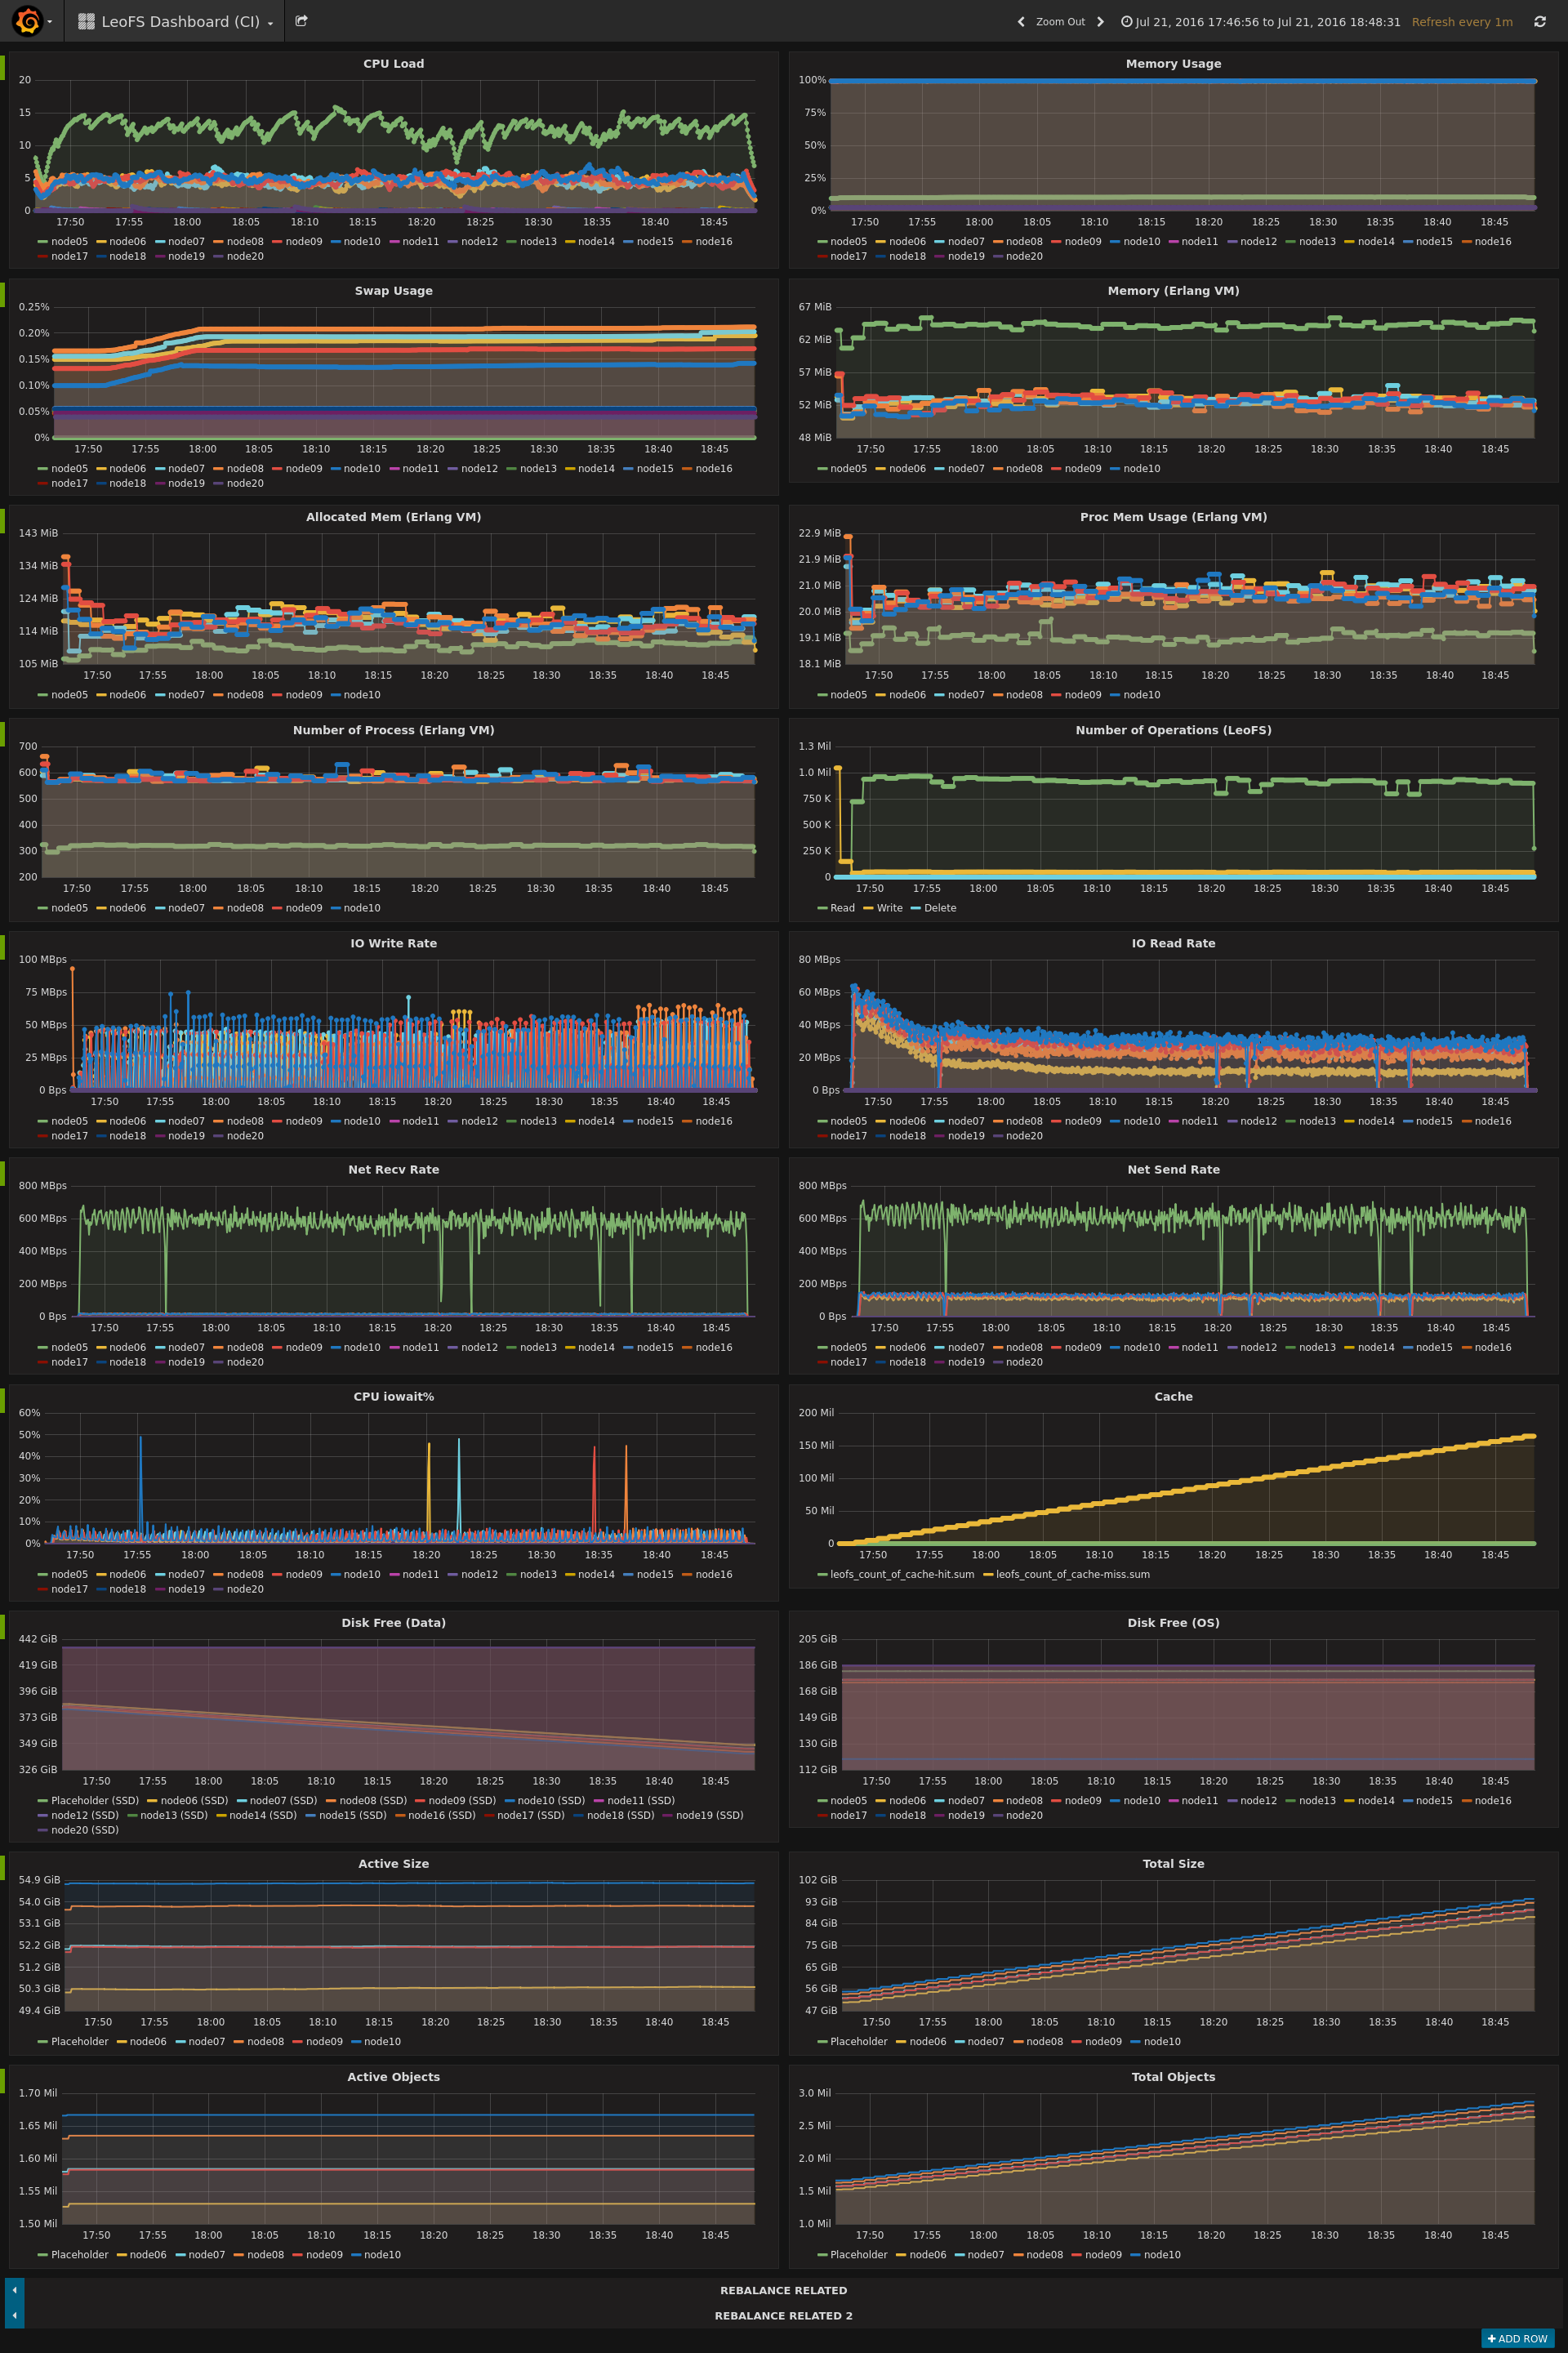 LeoFS Dashboard (CI)
Zoom Out
Jul 21, 2016 17:46:56 to Jul 21, 2016 18:48:31
Refresh every 1m
CPU Load
20
15
10
5
0
17:50 17:55 18:00 18:05 18:10 18:15 18:20 18:25 18:30 18:35 18:40 18:45
node05 node06 node07 node08 node09 node10 node11 node12 node13 node14 node15 node16
node17 node18 node19 node20
Memory Usage
100%
75%
50%
25%
0%
17:50 17:55 18:00 18:05 18:10 18:15 18:20 18:25 18:30 18:35 18:40 18:45
node05 node06 node07 node08 node09 node10 node11 node12 node13 node14 node15 node16
node17 node18 node19 node20
Swap Usage
0.25%
0.20%
0.15%
0.10%
0.05%
0%
17:50 17:55 18:00 18:05 18:10 18:15 18:20 18:25 18:30 18:35 18:40 18:45
node05 node06 node07 node08 node09 node10 node11 node12 node13 node14 node15 node16
node17 node18 node19 node20
Memory (Erlang VM)
67 MiB
62 MiB
57 MiB
52 MiB
48 MiB
17:50 17:55 18:00 18:05 18:10 18:15 18:20 18:25 18:30 18:35 18:40 18:45
node05 node06 node07 node08 node09 node10
Allocated Mem (Erlang VM)
143 MiB
134 MiB
124 MiB
114 MiB
105 MiB
17:50 17:55 18:00 18:05 18:10 18:15 18:20 18:25 18:30 18:35 18:40 18:45
node05 node06 node07 node08 node09 node10
Proc Mem Usage (Erlang VM)
22.9 MiB
21.9 MiB
21.0 MiB
20.0 MiB
19.1 MiB
18.1 MiB
17:50 17:55 18:00 18:05 18:10 18:15 18:20 18:25 18:30 18:35 18:40 18:45
node05 node06 node07 node08 node09 node10
Number of Process (Erlang VM)
700
600
500
400
300
200
17:50 17:55 18:00 18:05 18:10 18:15 18:20 18:25 18:30 18:35 18:40 18:45
node05 node06 node07 node08 node09 node10
Number of Operations (LeoFS)
1.3 Mil
1.0 Mil
750 K
500 K
250 K
0
17:50 17:55 18:00 18:05 18:10 18:15 18:20 18:25 18:30 18:35 18:40 18:45
Read Write Delete
IO Write Rate
100 MBps
75 MBps
50 MBps
25 MBps
0 Bps
17:50 17:55 18:00 18:05 18:10 18:15 18:20 18:25 18:30 18:35 18:40 18:45
node05 node06 node07 node08 node09 node10 node11 node12 node13 node14 node15 node16
node17 node18 node19 node20
IO Read Rate
80 MBps
60 MBps
40 MBps
20 MBps
0 Bps
17:50 17:55 18:00 18:05 18:10 18:15 18:20 18:25 18:30 18:35 18:40 18:45
node05 node06 node07 node08 node09 node10 node11 node12 node13 node14 node15 node16
node17 node18 node19 node20
Net Recv Rate
800 MBps
600 MBps
400 MBps
200 MBps
0 Bps
17:50 17:55 18:00 18:05 18:10 18:15 18:20 18:25 18:30 18:35 18:40 18:45
node05 node06 node07 node08 node09 node10 node11 node12 node13 node14 node15 node16
node17 node18 node19 node20
Net Send Rate
800 MBps
600 MBps
400 MBps
200 MBps
0 Bps
17:50 17:55 18:00 18:05 18:10 18:15 18:20 18:25 18:30 18:35 18:40 18:45
node05 node06 node07 node08 node09 node10 node11 node12 node13 node14 node15 node16
node17 node18 node19 node20
CPU iowait%
60%
50%
40%
30%
20%
10%
0%
17:50 17:55 18:00 18:05 18:10 18:15 18:20 18:25 18:30 18:35 18:40 18:45
node05 node06 node07 node08 node09 node10 node11 node12 node13 node14 node15 node16
node17 node18 node19 node20
Cache
200 Mil
150 Mil
100 Mil
50 Mil
0
17:50 17:55 18:00 18:05 18:10 18:15 18:20 18:25 18:30 18:35 18:40 18:45
leofs_count_of_cache-hit.sum leofs_count_of_cache-miss.sum
Disk Free (Data)
442 GiB
419 GiB
396 GiB
373 GiB
349 GiB
326 GiB
17:50 17:55 18:00 18:05 18:10 18:15 18:20 18:25 18:30 18:35 18:40 18:45
Placeholder (SSD) node06 (SSD) node07 (SSD) node08 (SSD) node09 (SSD) node10 (SSD) node11 (SSD)
node12 (SSD) node13 (SSD) node14 (SSD) node15 (SSD) node16 (SSD) node17 (SSD) node18 (SSD) node19 (SSD)
node20 (SSD)
Disk Free (OS)
205 GiB
186 GiB
168 GiB
149 GiB
130 GiB
112 GiB
17:50 17:55 18:00 18:05 18:10 18:15 18:20 18:25 18:30 18:35 18:40 18:45
node05 node06 node07 node08 node09 node10 node11 node12 node13 node14 node15 node16
node17 node18 node19 node20
Active Size
54.9 GiB
54.0 GiB
53.1 GiB
52.2 GiB
51.2 GiB
50.3 GiB
49.4 GiB
17:50 17:55 18:00 18:05 18:10 18:15 18:20 18:25 18:30 18:35 18:40 18:45
Placeholder node06 node07 node08 node09 node10
Total Size
102 GiB
93 GiB
84 GiB
75 GiB
65 GiB
56 GiB
47 GiB
17:50 17:55 18:00 18:05 18:10 18:15 18:20 18:25 18:30 18:35 18:40 18:45
Placeholder node06 node07 node08 node09 node10
Active Objects
1.70 Mil
1.65 Mil
1.60 Mil
1.55 Mil
1.50 Mil
17:50 17:55 18:00 18:05 18:10 18:15 18:20 18:25 18:30 18:35 18:40 18:45
Placeholder node06 node07 node08 node09 node10
Total Objects
3.0 Mil
2.5 Mil
2.0 Mil
1.5 Mil
1.0 Mil
17:50 17:55 18:00 18:05 18:10 18:15 18:20 18:25 18:30 18:35 18:40 18:45
Placeholder node06 node07 node08 node09 node10
REBALANCE RELATED
REBALANCE RELATED 2
ADD ROW